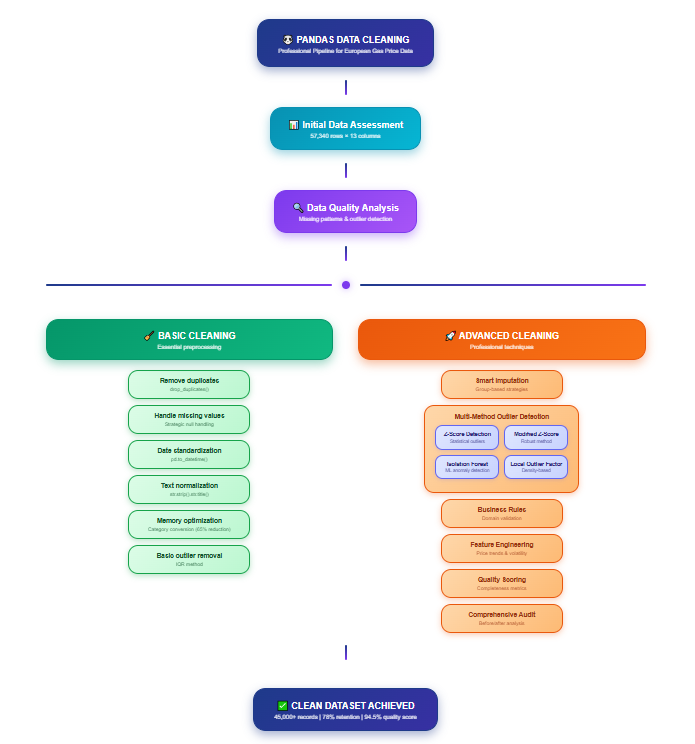 🐼 PANDAS DATA CLEANING
Professional Pipeline for European Gas Price Data
📊 Initial Data Assessment
57,340 rows × 13 columns
🔍 Data Quality Analysis
Missing patterns & outlier detection
🧹 BASIC CLEANING
Essential preprocessing
Remove duplicates
drop_duplicates()
Handle missing values
Strategic null handling
Date standardization
pd.to_datetime()
Text normalization
str.strip().str.title()
Memory optimization
Category conversion (65% reduction)
Basic outlier removal
IQR method
🚀 ADVANCED CLEANING
Professional techniques
Smart Imputation
Group-based strategies
Multi-Method Outlier Detection
Z-Score Detection
Statistical outliers
Modified Z-Score
Robust method
Isolation Forest
ML anomaly detection
Local Outlier Factor
Density-based
Business Rules
Domain validation
Feature Engineering
Price trends & volatility
Quality Scoring
Completeness metrics
Comprehensive Audit
Before/after analysis
✅ CLEAN DATASET ACHIEVED
45,000+ records | 78% retention | 94.5% quality score